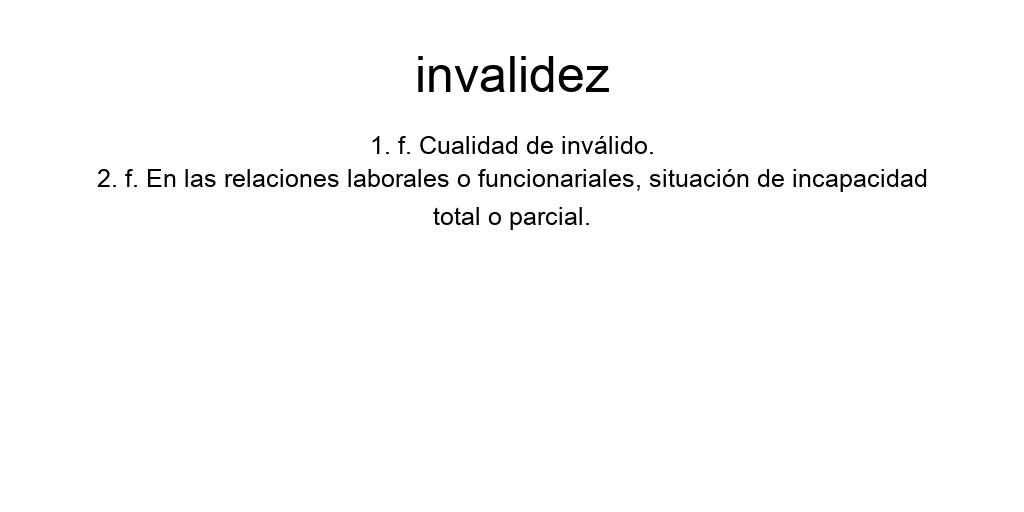 invalidez
1. f. Cualidad de inválido.
2. f. En las relaciones laborales o funcionariales, situación de incapacidad
total o parcial.